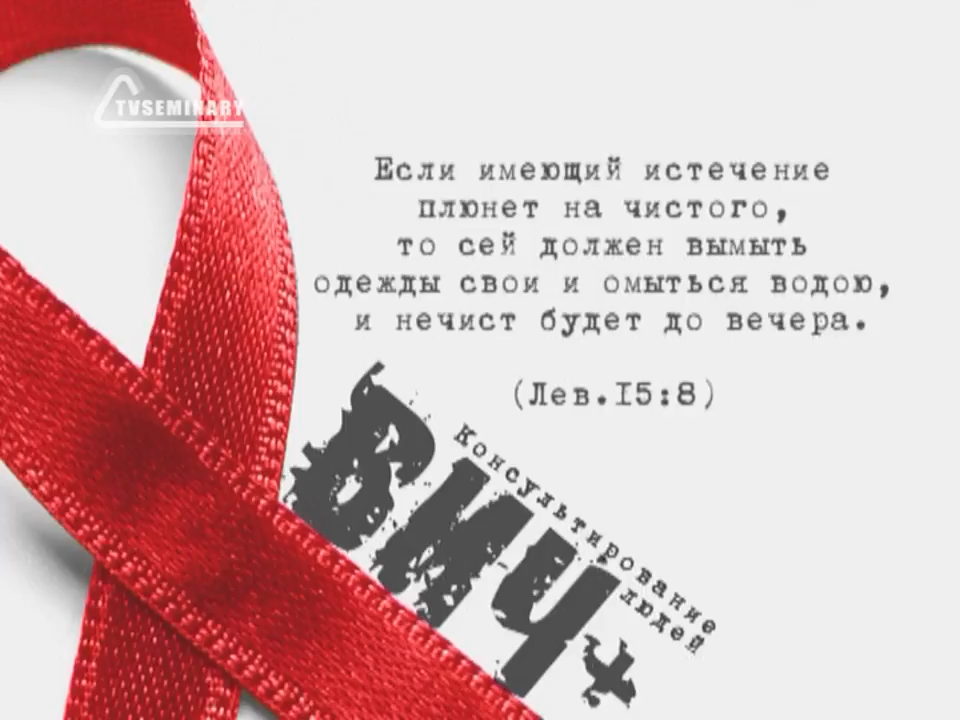 TVSEMINARY
Если имеющий истечение
плюнет на чистого,
то сей должен вымыть
одежды свои и омыться водою,
и нечист будет до вечера.
(Лев.15:8)
Консультирование
людей
ВИЧ+